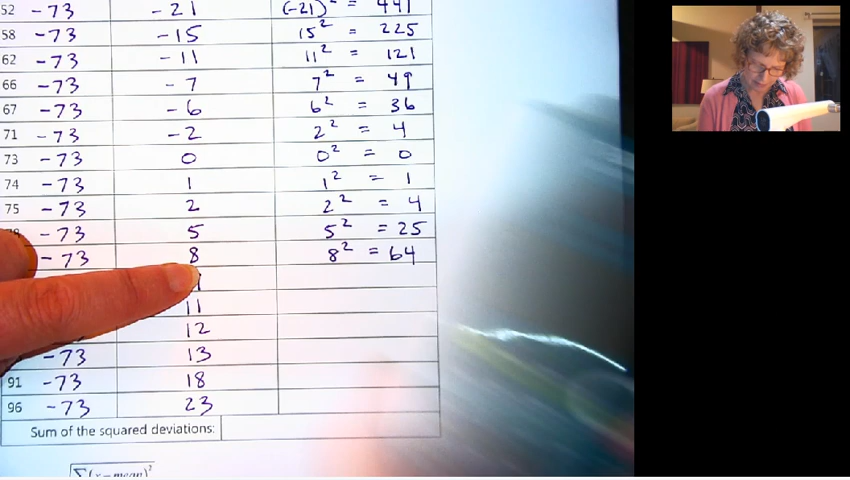 52 -73 -21 (-21)² = 441
58 -73 -15 15² = 225
62 -73 -11 11² = 121
66 -73 -7 7² = 49
67 -73 -6 6² = 36
71 -73 -2 2² = 4
73 -73 0 0² = 0
74 -73 1 1² = 1
75 -73 2 2² = 4
-73 5 5² = 25
-73 8 8² = 64
11
12
-73 13
91 -73 18
96 -73 23
Sum of the squared deviations:
√∑(x-mean)²